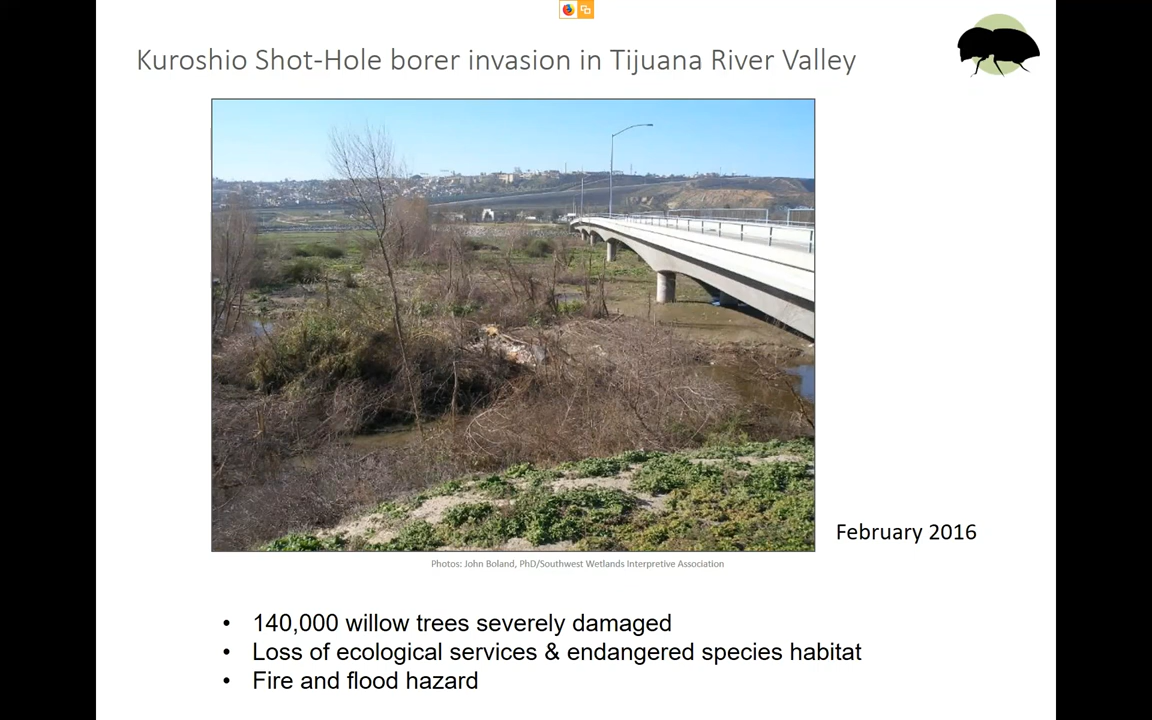 Kuroshio Shot-Hole borer invasion in Tijuana River Valley
February 2016
Photos: John Boland, PhD/Southwest Wetlands Interpretive Association
• 140,000 willow trees severely damaged
• Loss of ecological services & endangered species habitat
• Fire and flood hazard